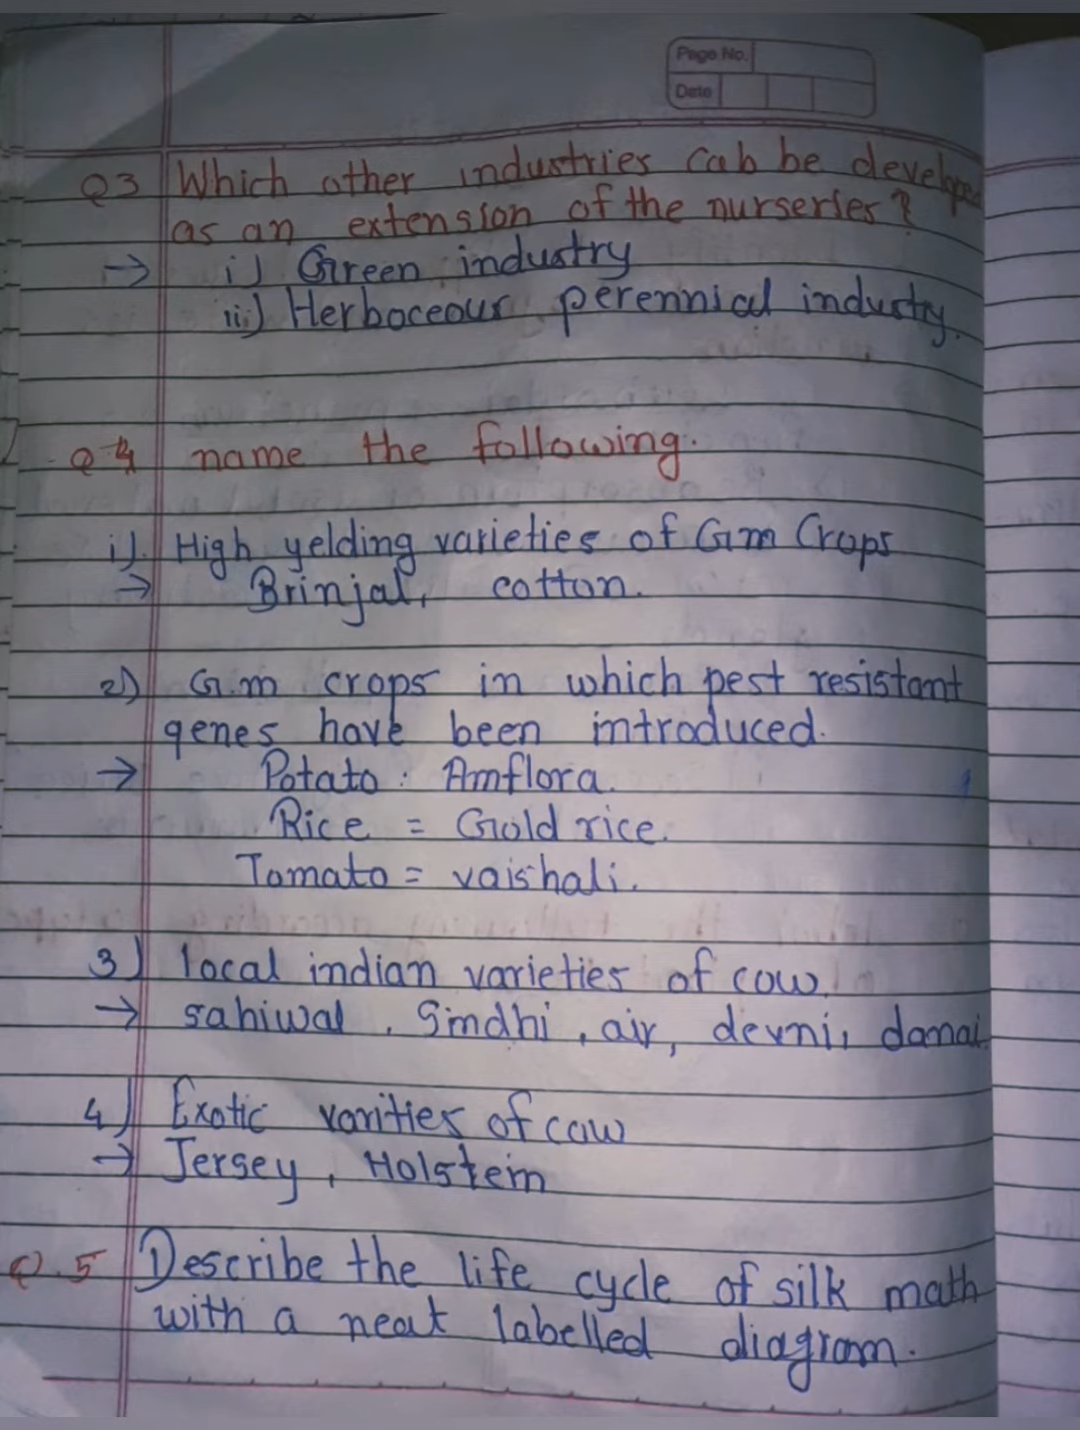 Page No.
Date
Q3 Which other industries cab be developed
as an extension of the nurseries?
→ i) Green industry
ii) Herboceour perennical industry.
Q4 name the following.
i). High yelding varieties of G.m Crops
→ Brinjal, cotton.
2) G.m crops in which pest resistant
genes have been introduced.
→ Potato : Amflora.
Rice = Gold rice.
Tomato = vaishali.
3) local indian varieties of cow.
→ sahiwal, Sindhi, air, devni, damai.
4) Exotic varities of cow
→ Jersey, Holstein
Q.5 Describe the life cycle of silk math
with a neat labelled diagram.